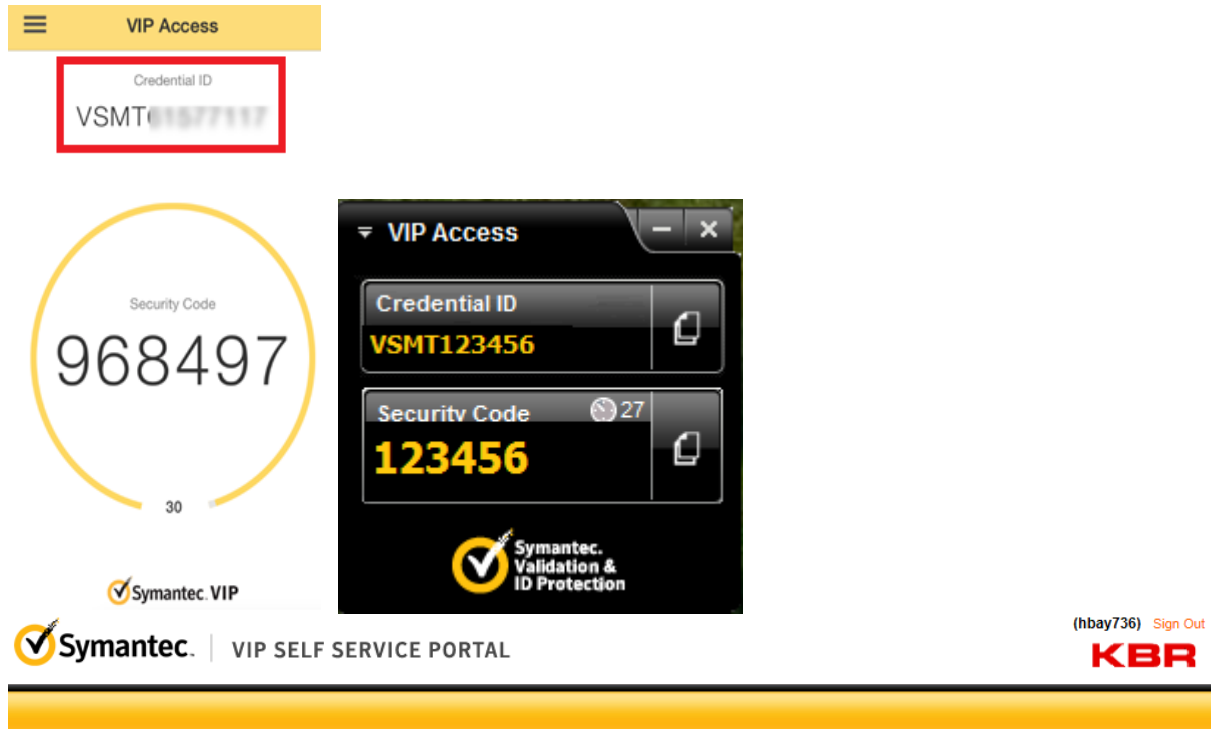 VIP Access
Credential ID
VSMT
Security Code
968497
30
Symantec. VIP
VIP Access
Credential ID
VSMT123456
Security Code
27
123456
Symantec.
Validation &
ID Protection
Symantec. | VIP SELF SERVICE PORTAL
(hbay736) Sign Out
KBR